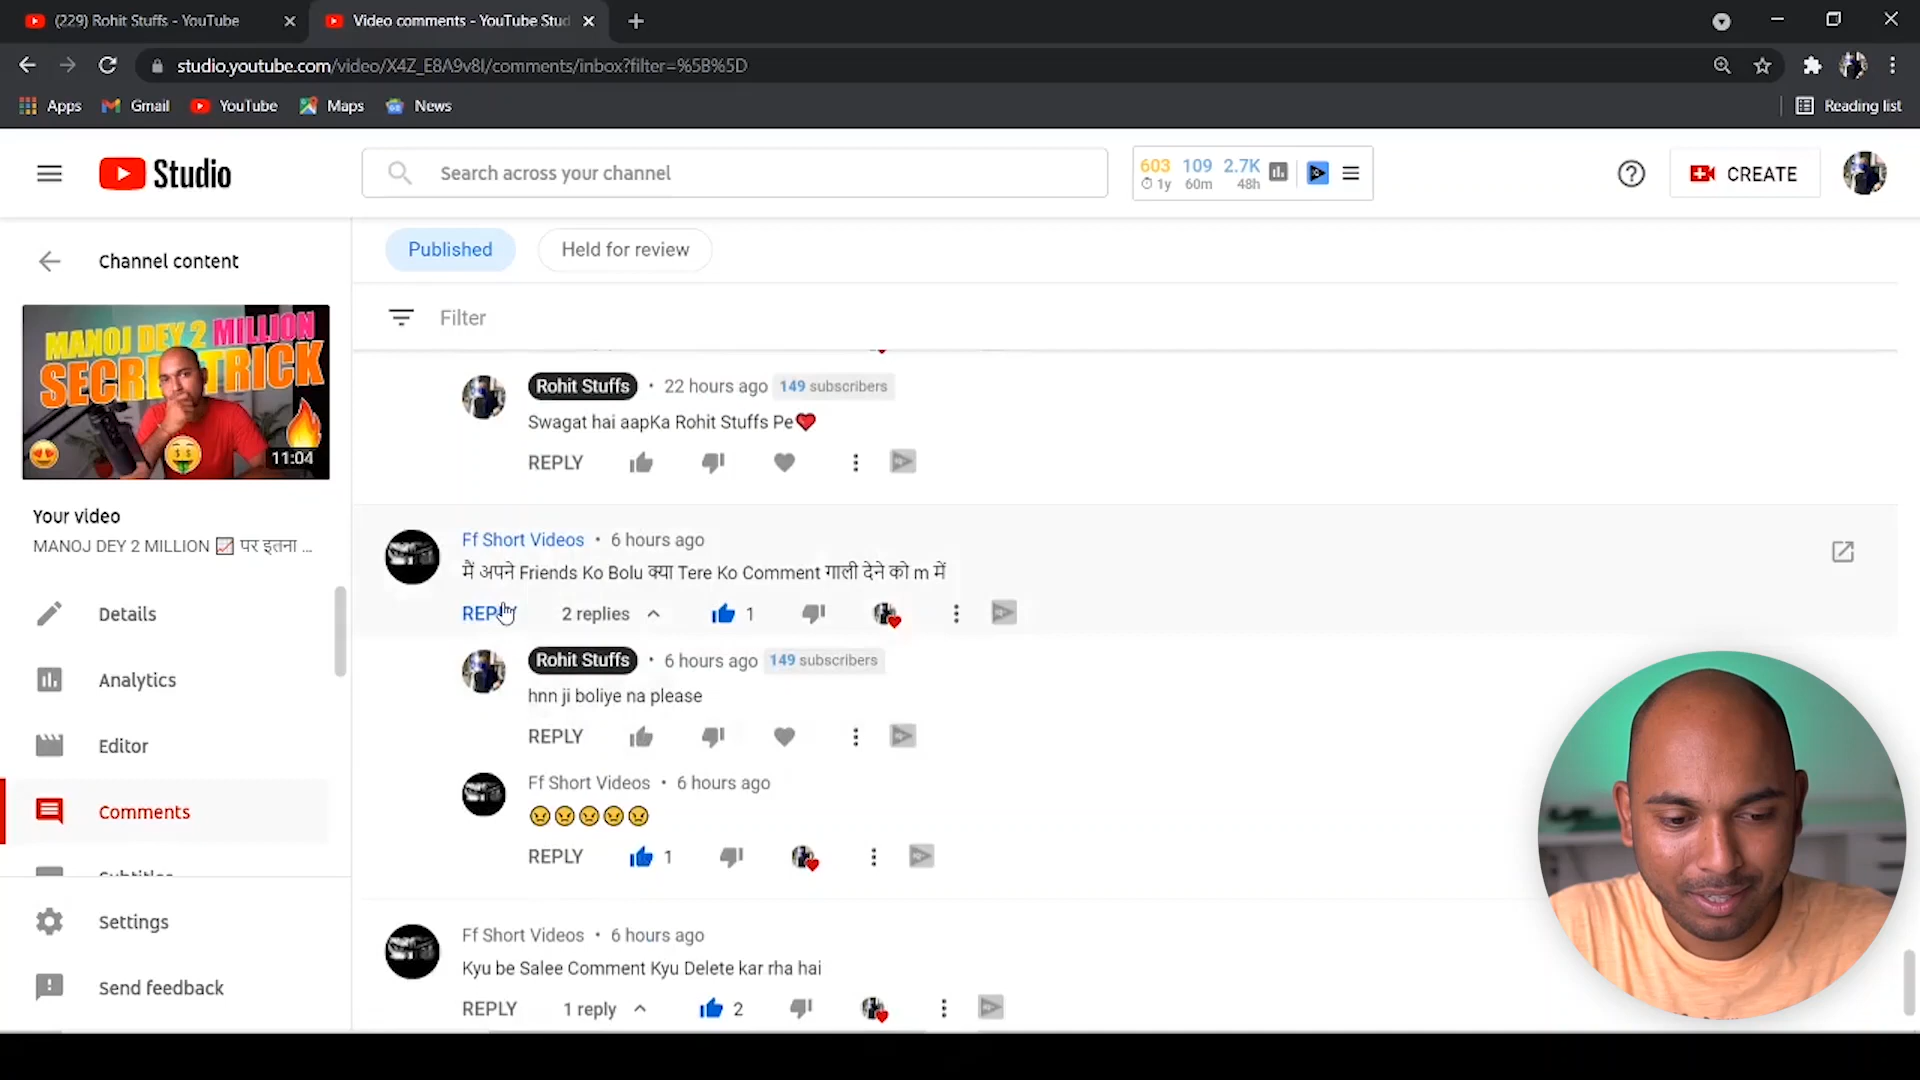 (229) Rohit Stuffs - YouTube
Video comments - YouTube Stud
studio.youtube.com/video/X4Z_E8A9v8I/comments/inbox?filter=%5B%5D
Apps
Gmail
YouTube
Maps
News
Reading list
Studio
Search across your channel
603 109 2.7K
1y 60m 48h
CREATE
Channel content
Published
Held for review
Filter
MANOJ DEY 2 MILLION
11:04
Your video
MANOJ DEY 2 MILLION 📈 पर इतना ...
Details
Analytics
Editor
Comments
Subtitles
Settings
Send feedback
Rohit Stuffs • 22 hours ago 149 subscribers
Swagat hai aapKa Rohit Stuffs Pe❤️
REPLY
Ff Short Videos • 6 hours ago
मैं अपने Friends Ko Bolu क्या Tere Ko Comment गाली देने को m में
REPLY 2 replies 1
Rohit Stuffs • 6 hours ago 149 subscribers
hnn ji boliye na please
REPLY
Ff Short Videos • 6 hours ago
😠😠😠😠😠
REPLY 1
Ff Short Videos • 6 hours ago
Kyu be Salee Comment Kyu Delete kar rha hai
REPLY 1 reply 2